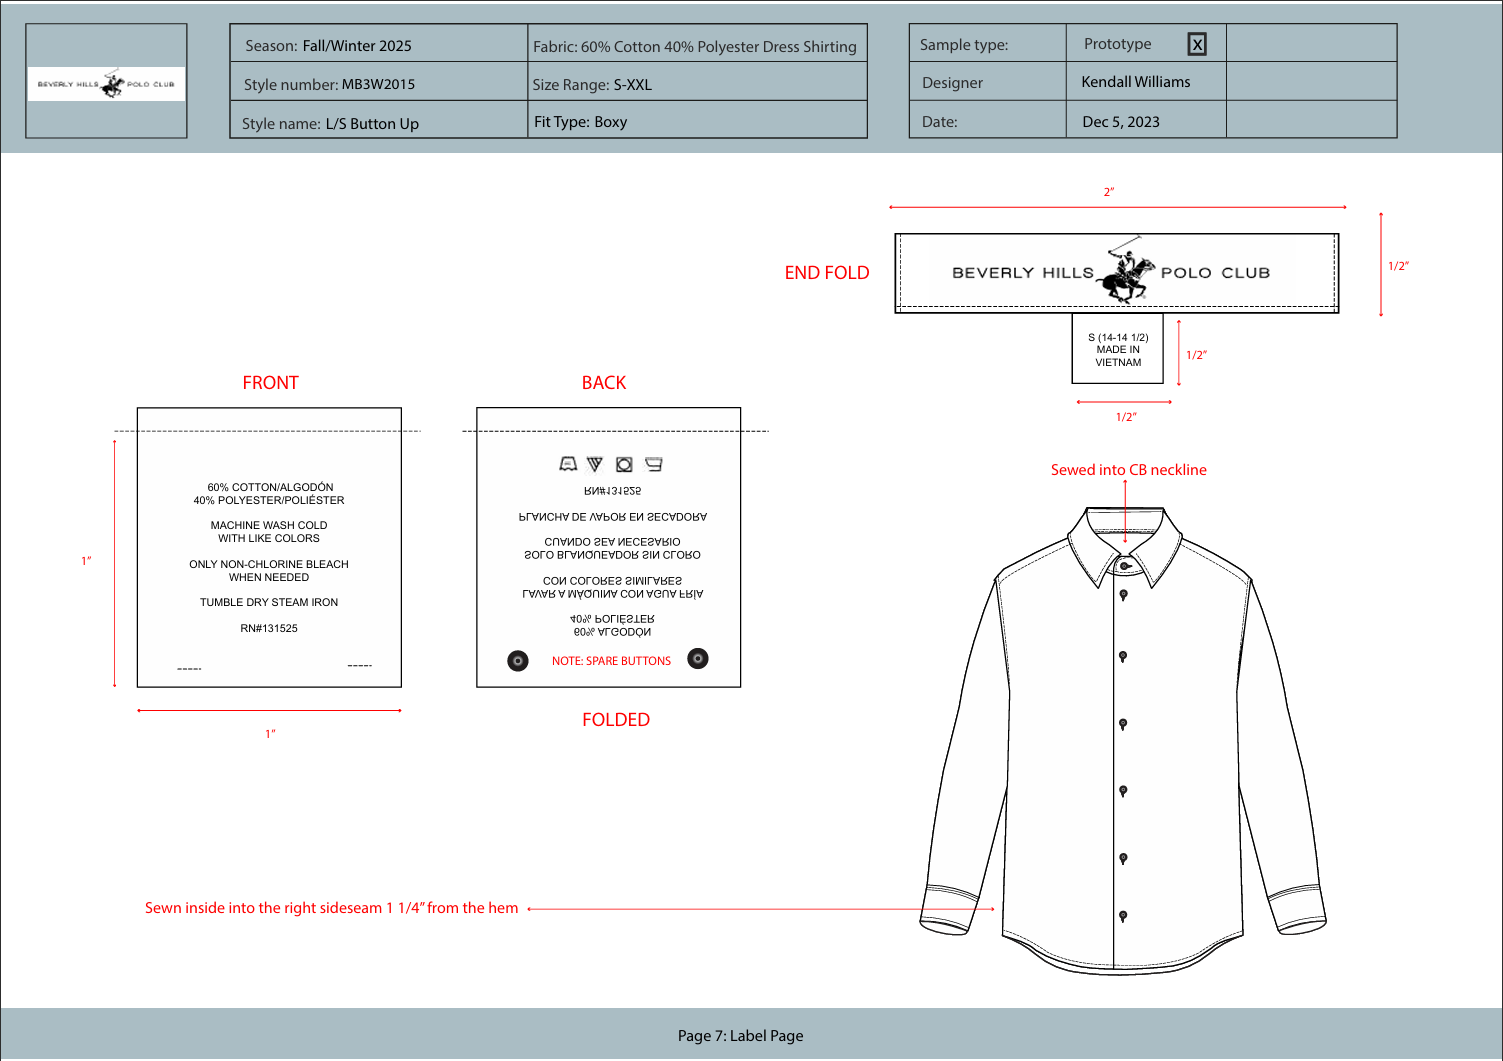 BEVERLY HILLS POLO CLUB
Season: Fall/Winter 2025
Fabric: 60% Cotton 40% Polyester Dress Shirting
Sample type:
Prototype
X
Style number: MB3W2015
Size Range: S-XXL
Designer
Kendall Williams
Style name: L/S Button Up
Fit Type: Boxy
Date:
Dec 5, 2023
2”
END FOLD
BEVERLY HILLS POLO CLUB
1/2”
S (14-14 1/2)
MADE IN
VIETNAM
1/2”
1/2”
FRONT
60% COTTON/ALGODÓN
40% POLYESTER/POLIÉSTER
MACHINE WASH COLD
WITH LIKE COLORS
ONLY NON-CHLORINE BLEACH
WHEN NEEDED
TUMBLE DRY STEAM IRON
RN#131525
1”
1”
BACK
RN#131525
PLANCHA DE VAPOR EN SECADORA
CUANDO SEA NECESARIO
SOLO BLANQUEADOR SIN CLORO
CON COLORES SIMILARES
LAVAR A MÁQUINA CON AGUA FRÍA
40% POLIÉSTER
60% ALGODÓN
NOTE: SPARE BUTTONS
FOLDED
Sewed into CB neckline
Sewn inside into the right sideseam 1 1/4” from the hem
Page 7: Label Page